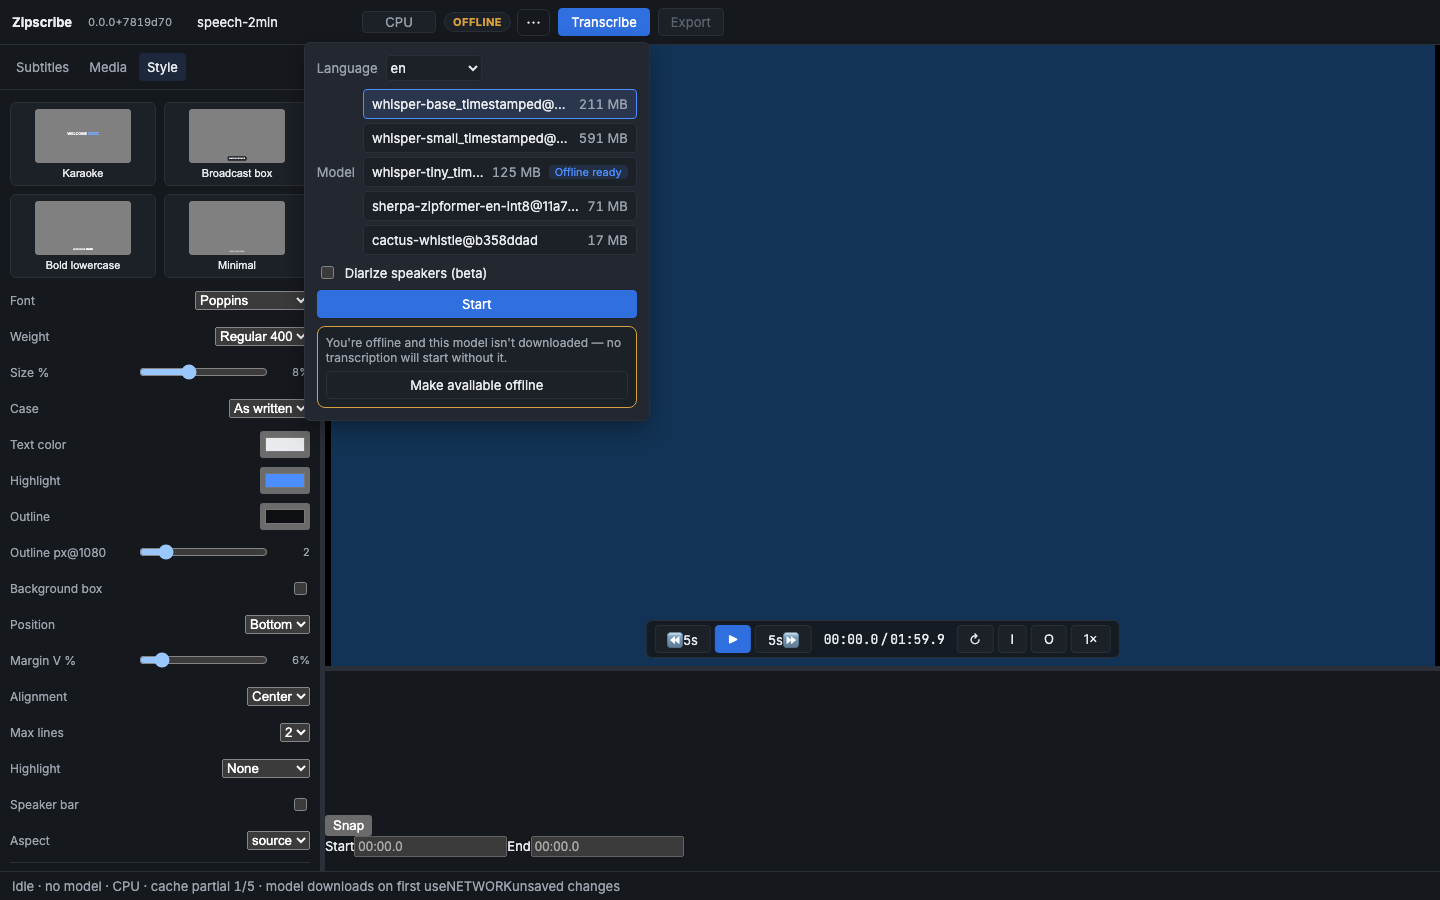 Zipscribe 0.0.0+7819d70 speech-2min CPU OFFLINE ··· Transcribe Export
Subtitles Media Style
Karaoke
Broadcast box
Bold lowercase
Minimal
Font Poppins
Weight Regular 400
Size % 8%
Case As written
Text color
Highlight
Outline
Outline px@1080 2
Background box
Position Bottom
Margin V % 6%
Alignment Center
Max lines 2
Highlight None
Speaker bar
Aspect source
Language en
Model
whisper-base_timestamped@... 211 MB
whisper-small_timestamped@... 591 MB
whisper-tiny_tim... 125 MB Offline ready
sherpa-zipformer-en-int8@11a7... 71 MB
cactus-whistle@b358ddad 17 MB
Diarize speakers (beta)
Start
You're offline and this model isn't downloaded — no
transcription will start without it.
Make available offline
⏪5s ▶ 5s⏩ 00:00.0/01:59.9 ↻ I O 1×
Snap
Start 00:00.0 End 00:00.0
Idle · no model · CPU · cache partial 1/5 · model downloads on first useNETWORKunsaved changes